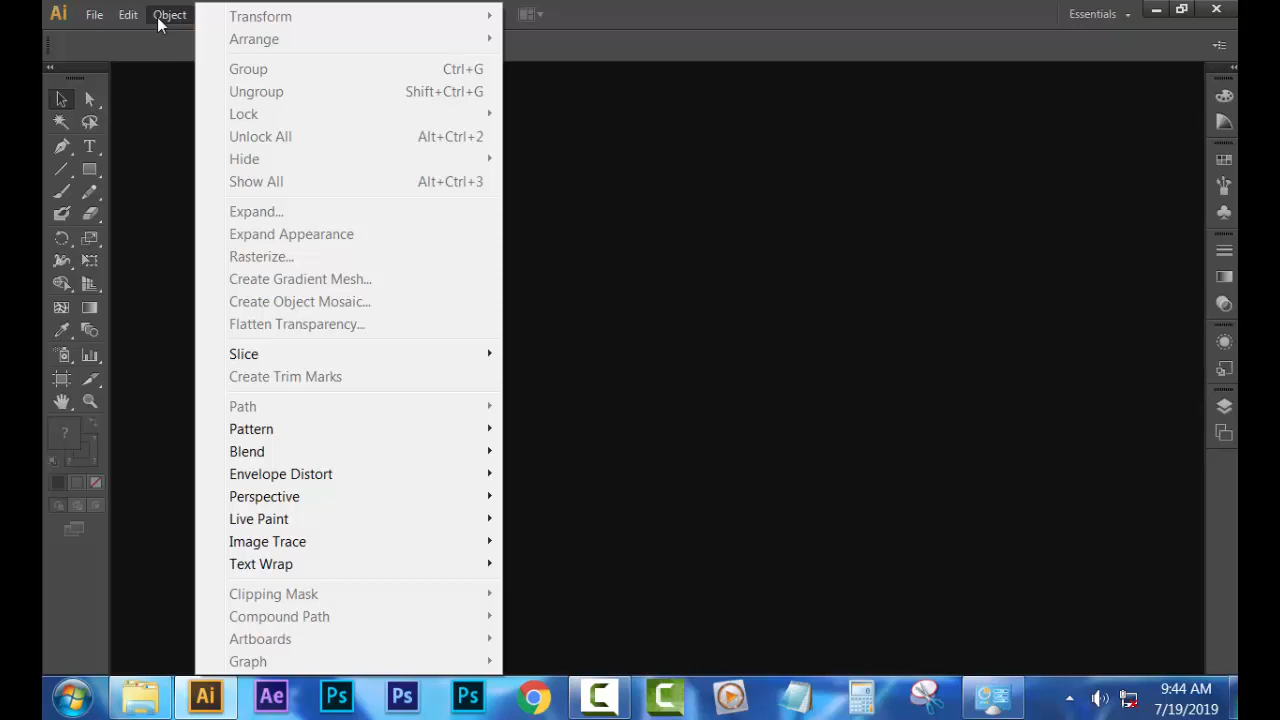 Ai File Edit Object Essentials
Transform
Arrange
Group Ctrl+G
Ungroup Shift+Ctrl+G
Lock
Unlock All Alt+Ctrl+2
Hide
Show All Alt+Ctrl+3
Expand...
Expand Appearance
Rasterize...
Create Gradient Mesh...
Create Object Mosaic...
Flatten Transparency...
Slice
Create Trim Marks
Path
Pattern
Blend
Envelope Distort
Perspective
Live Paint
Image Trace
Text Wrap
Clipping Mask
Compound Path
Artboards
Graph
T
?
Ai Ae Ps Ps Ps C C
9:44 AM
7/19/2019